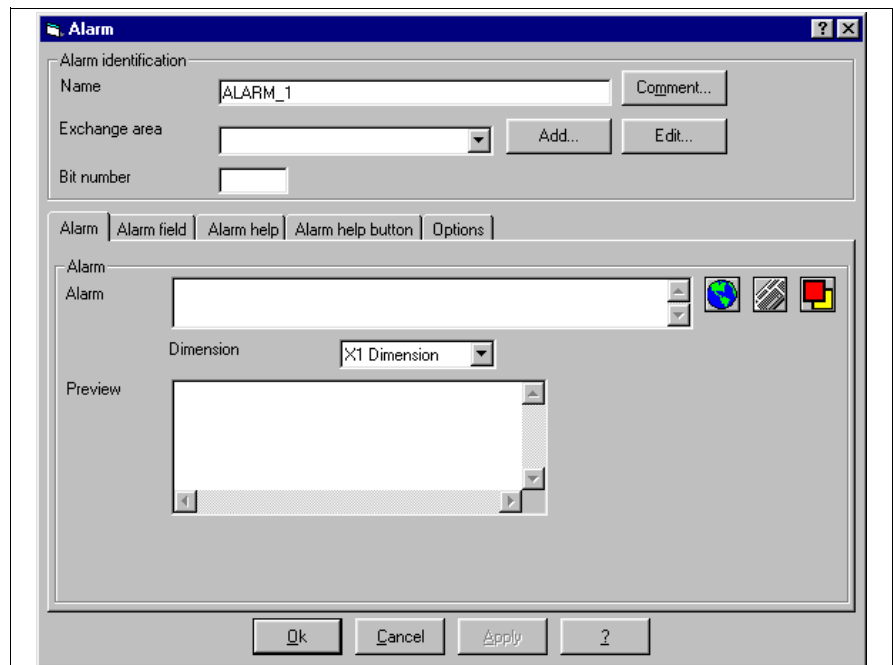 Alarm
? X
Alarm identification
Name
ALARM_1
Comment...
Exchange area
Add...
Edit...
Bit number
Alarm
Alarm field
Alarm help
Alarm help button
Options
Alarm
Alarm
Dimension
X1 Dimension
Preview
Ok
Cancel
Apply
?